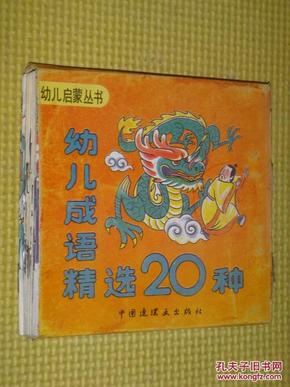 幼儿启蒙丛书
幼儿成语
精选20种
中国连环画出版社
孔夫子旧书网